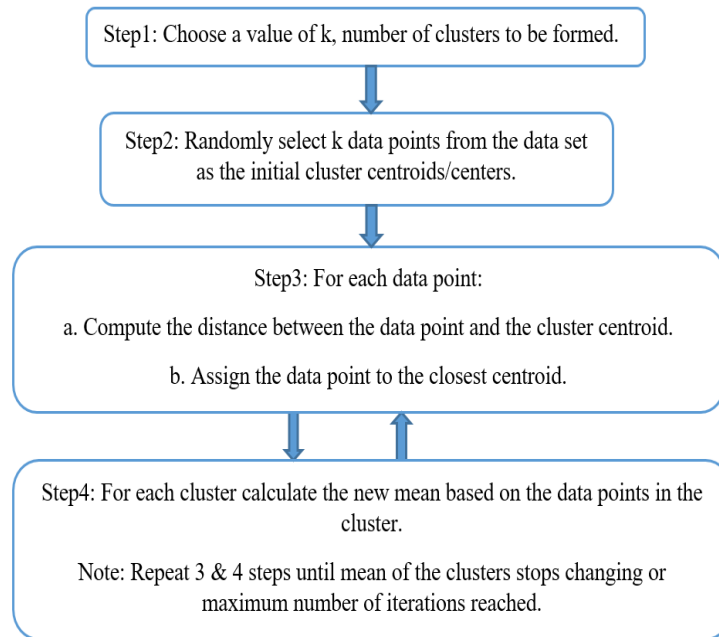 Step1: Choose a value of k, number of clusters to be formed.
Step2: Randomly select k data points from the data set
as the initial cluster centroids/centers.
Step3: For each data point:
a. Compute the distance between the data point and the cluster centroid.
b. Assign the data point to the closest centroid.
Step4: For each cluster calculate the new mean based on the data points in the
cluster.
Note: Repeat 3 & 4 steps until mean of the clusters stops changing or
maximum number of iterations reached.